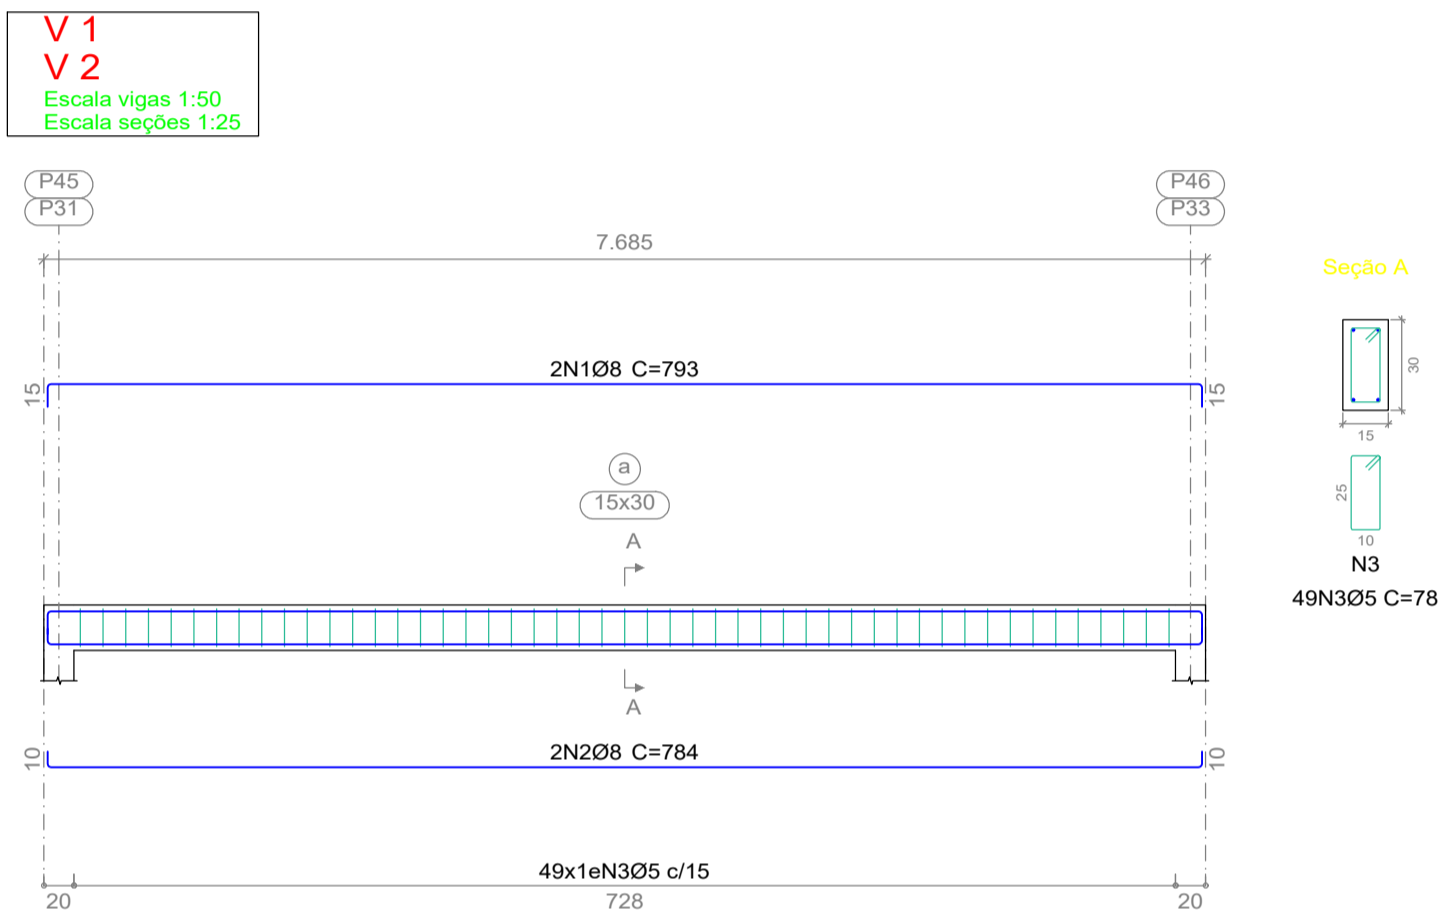 V 1
V 2
Escala vigas 1:50
Escala seções 1:25
P45
P31
P46
P33
7.685
Seção A
2N1Ø8 C=793
15
15
30
15
a
15x30
A
25
10
N3
49N3Ø5 C=78
A
2N2Ø8 C=784
10
10
49x1eN3Ø5 c/15
20
728
20